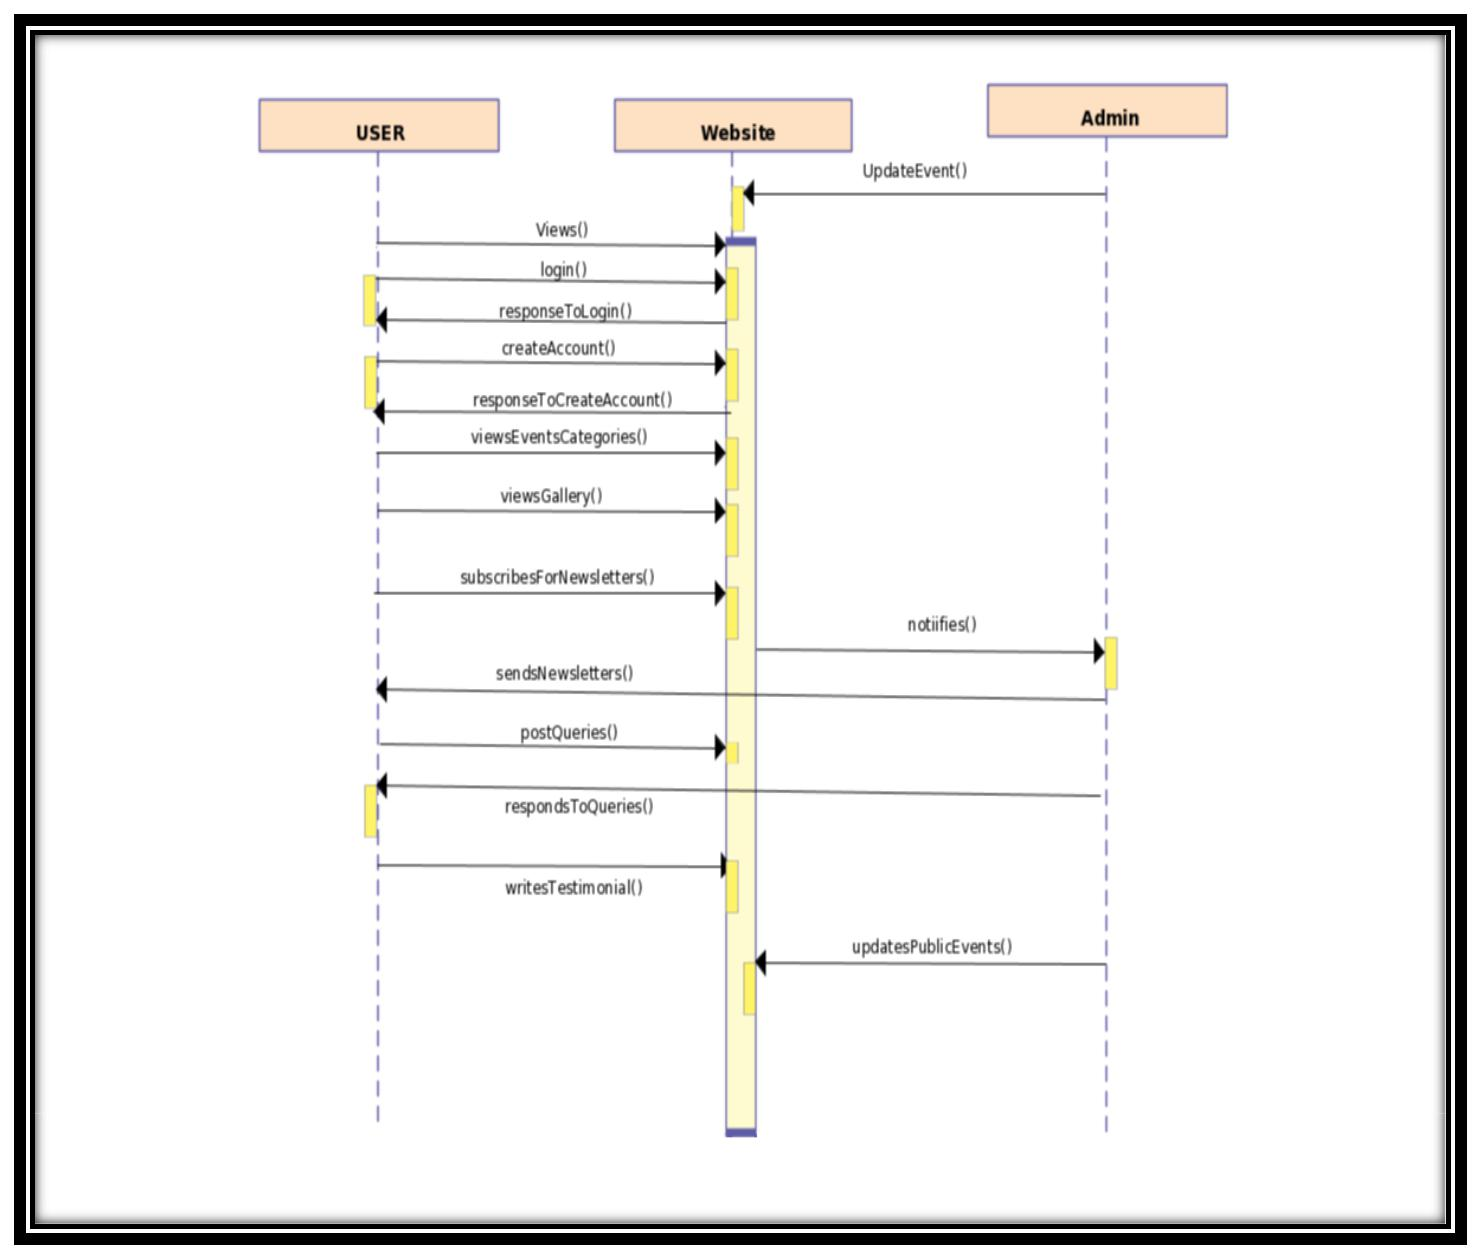 USER
Website
Admin
UpdateEvent()
Views()
login()
responseToLogin()
createAccount()
responseToCreateAccount()
viewsEventsCategories()
viewsGallery()
subscribesForNewsletters()
notiifies()
sendsNewsletters()
postQueries()
respondsToQueries()
writesTestimonial()
updatesPublicEvents()